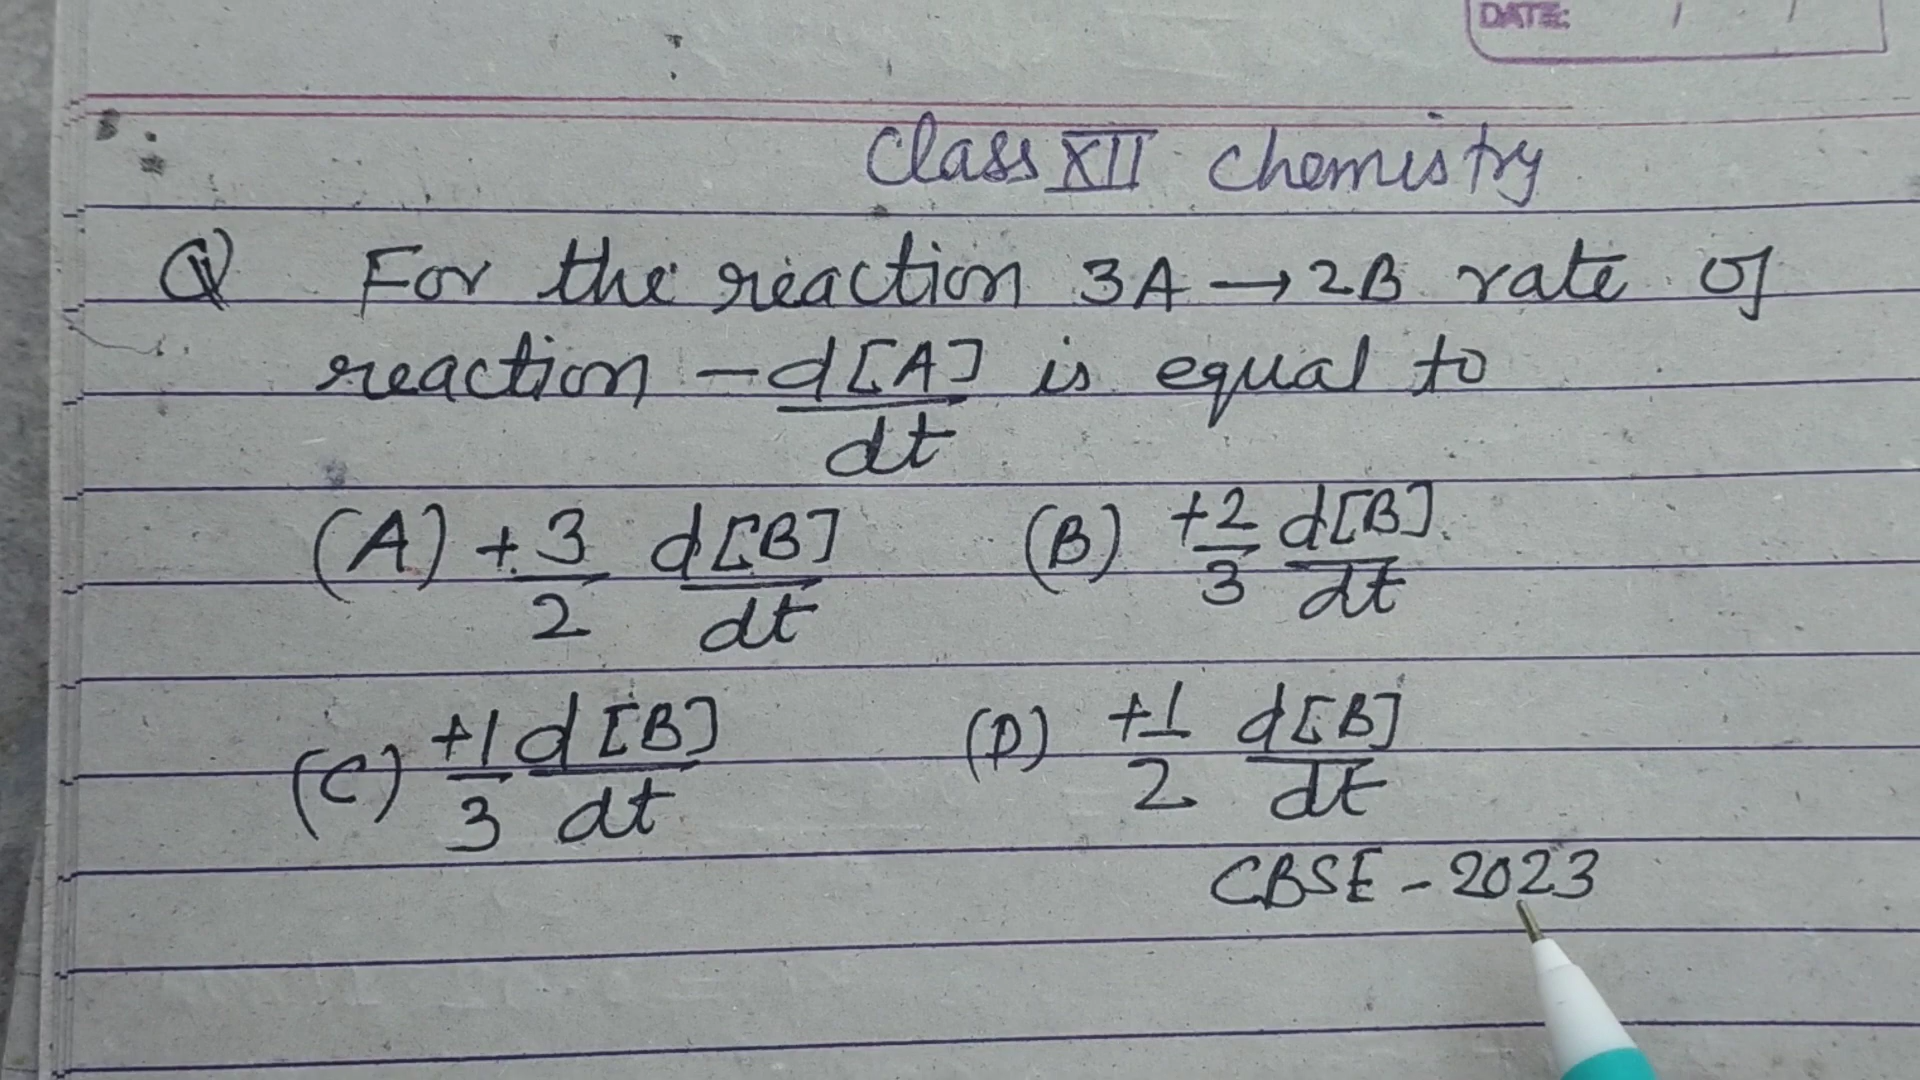 DATE: / /
Class XII Chemistry
Q For the reaction 3A → 2B rate of
reaction -d[A]/dt is equal to
(A) +3/2 d[B]/dt (B) +2/3 d[B]/dt
(C) +1/3 d[B]/dt (D) +1/2 d[B]/dt
CBSE - 2023